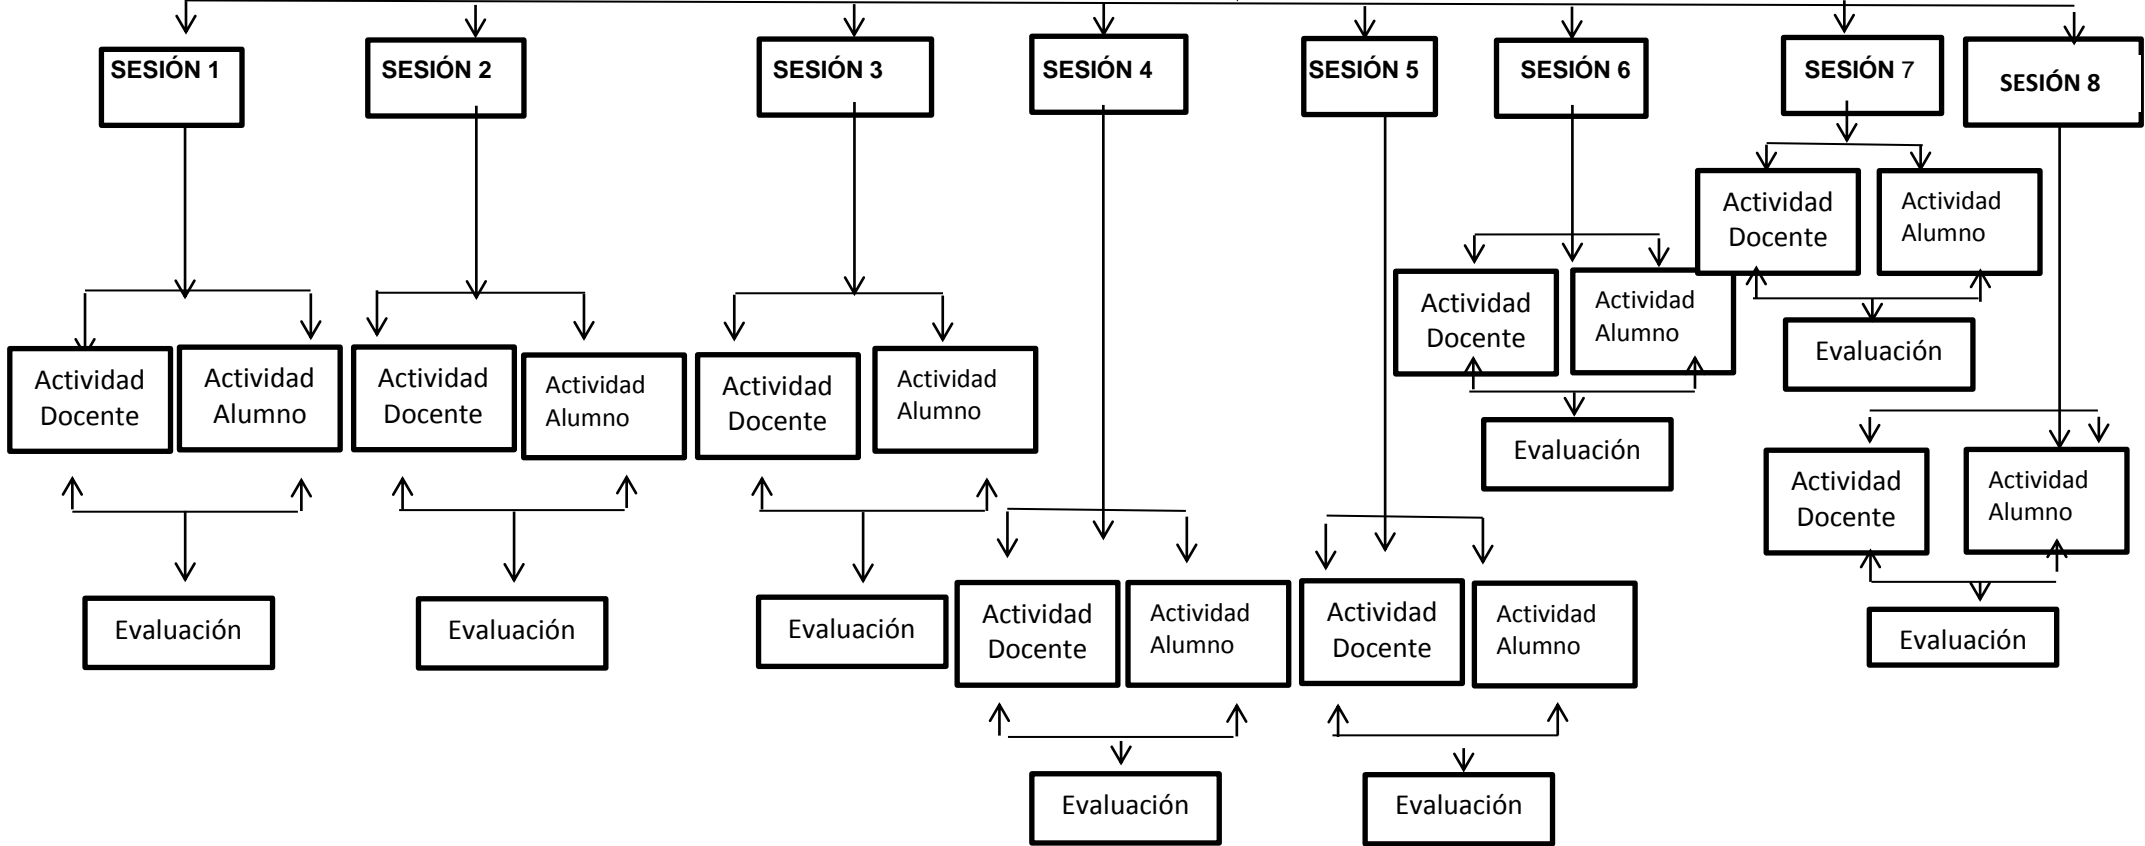 SESIÓN 1
SESIÓN 2
SESIÓN 3
SESIÓN 4
SESIÓN 5
SESIÓN 6
SESIÓN 7
SESIÓN 8
Actividad
Docente
Actividad
Alumno
Evaluación
Actividad
Docente
Actividad
Alumno
Evaluación
Actividad
Docente
Actividad
Alumno
Evaluación
Actividad
Docente
Actividad
Alumno
Evaluación
Actividad
Docente
Actividad
Alumno
Evaluación
Actividad
Docente
Actividad
Alumno
Evaluación
Actividad
Docente
Actividad
Alumno
Evaluación
Actividad
Docente
Actividad
Alumno
Evaluación